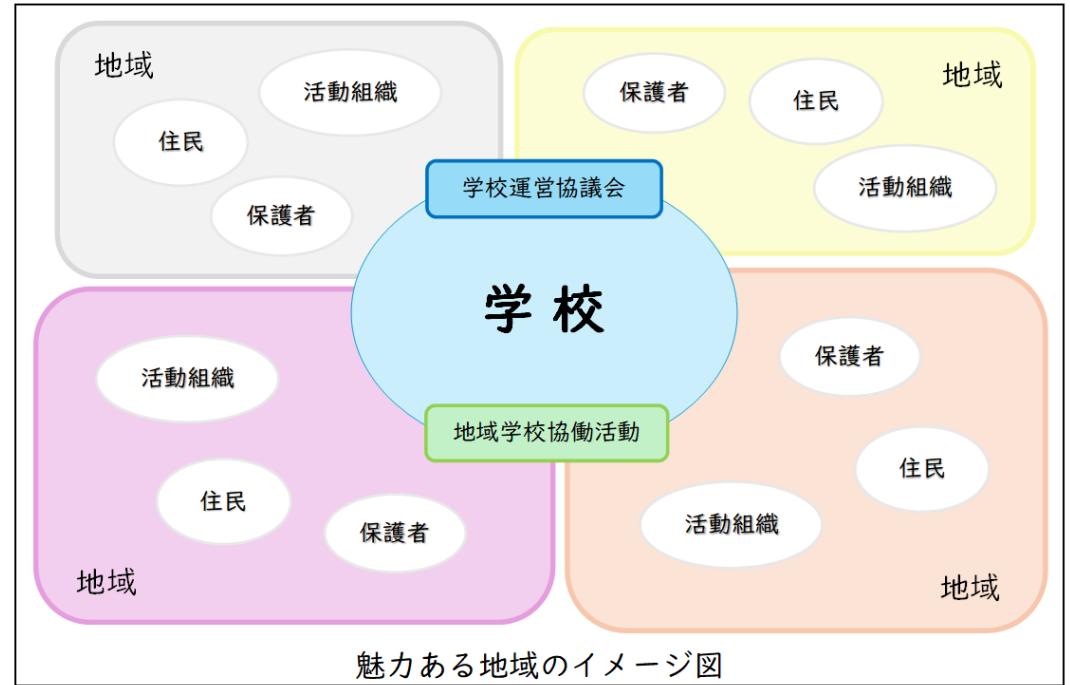 地域
活動組織
住民
保護者
保護者
住民
地域
活動組織
学校運営協議会
学校
地域学校協働活動
活動組織
住民
保護者
地域
保護者
住民
活動組織
地域
魅力ある地域のイメージ図